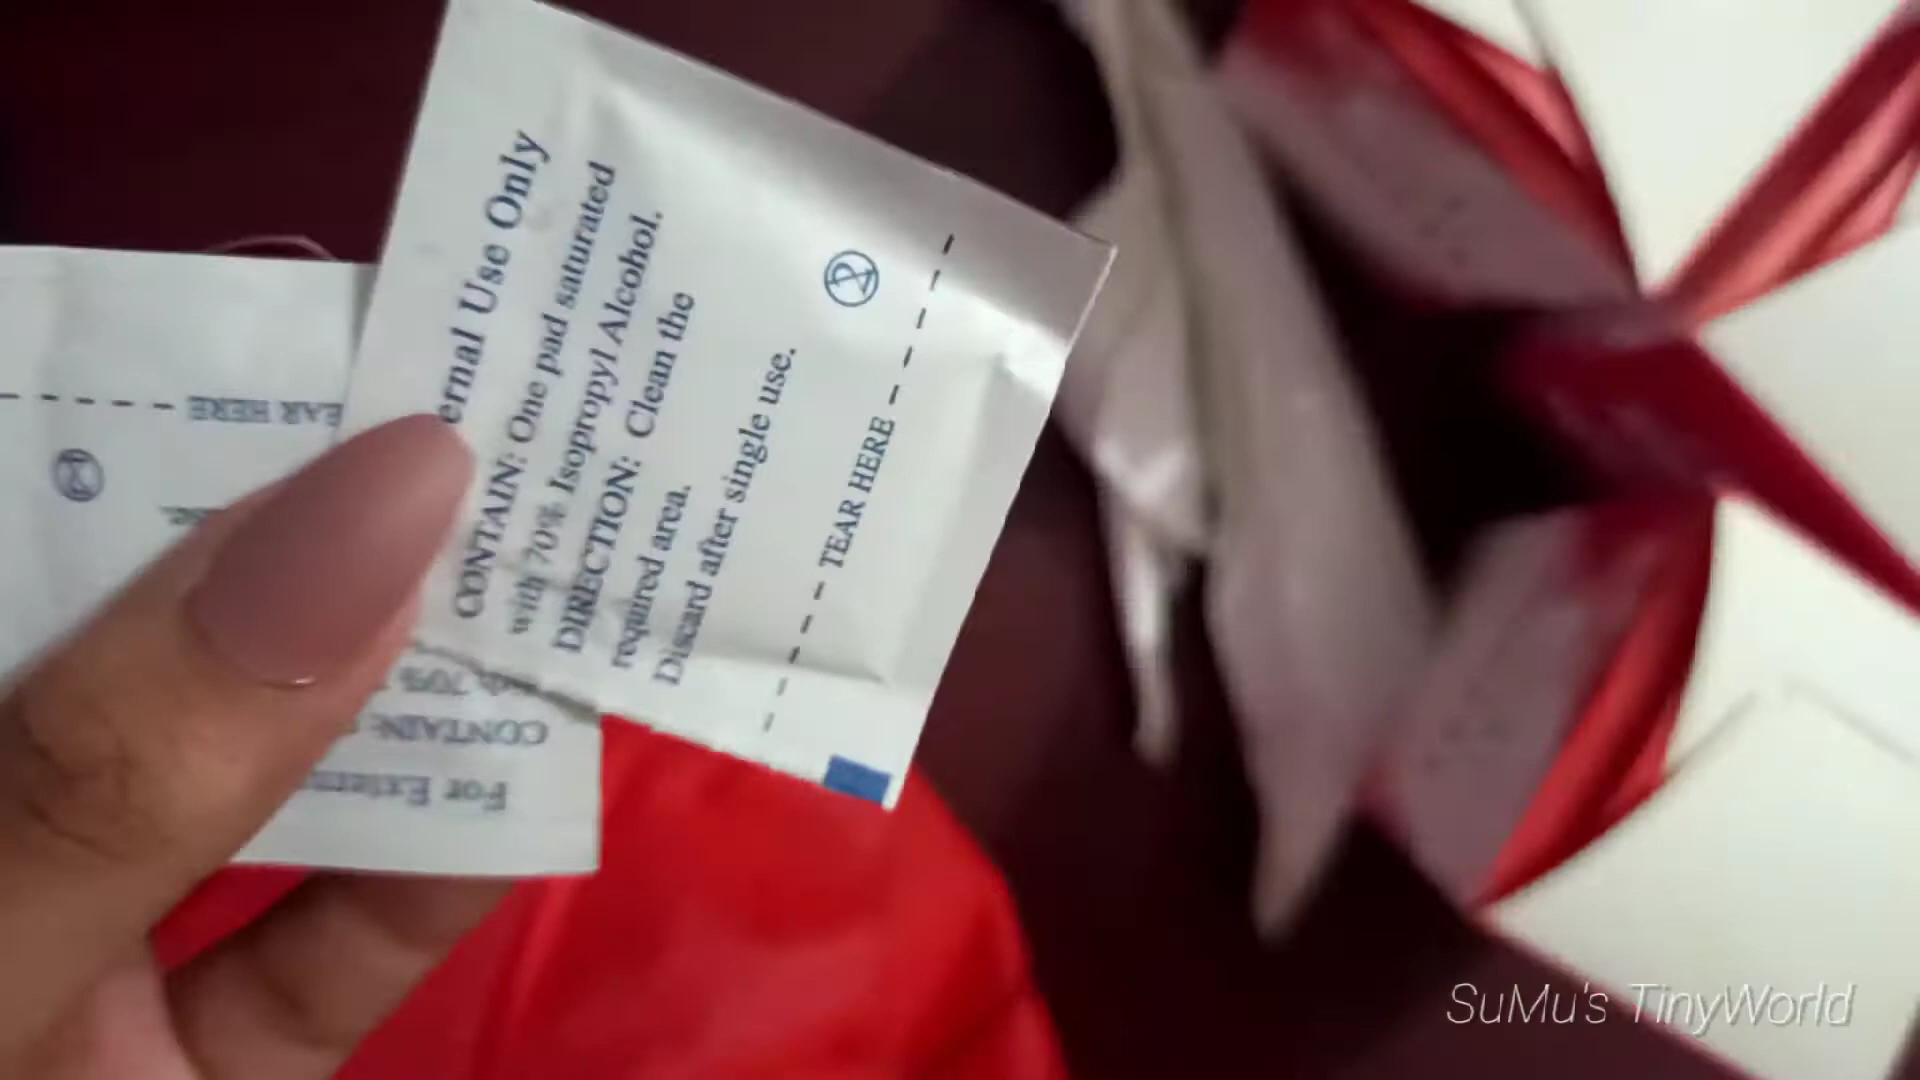 ernal Use Only
CONTAIN: One pad saturated
with 70% Isopropyl Alcohol.
DIRECTION: Clean the
required area.
Discard after single use.
TEAR HERE
EAR HERE
70%
CONTAIN:
For Extern
SuMu's TinyWorld